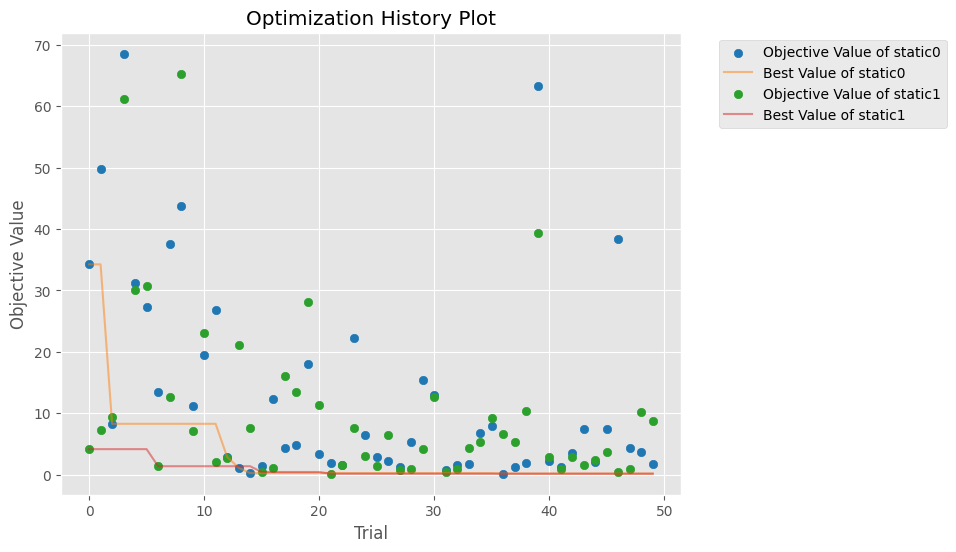 Optimization History Plot
Objective Value of static0
Best Value of static0
Objective Value of static1
Best Value of static1
Objective Value
70
60
50
40
30
20
10
0
0 10 20 30 40 50
Trial